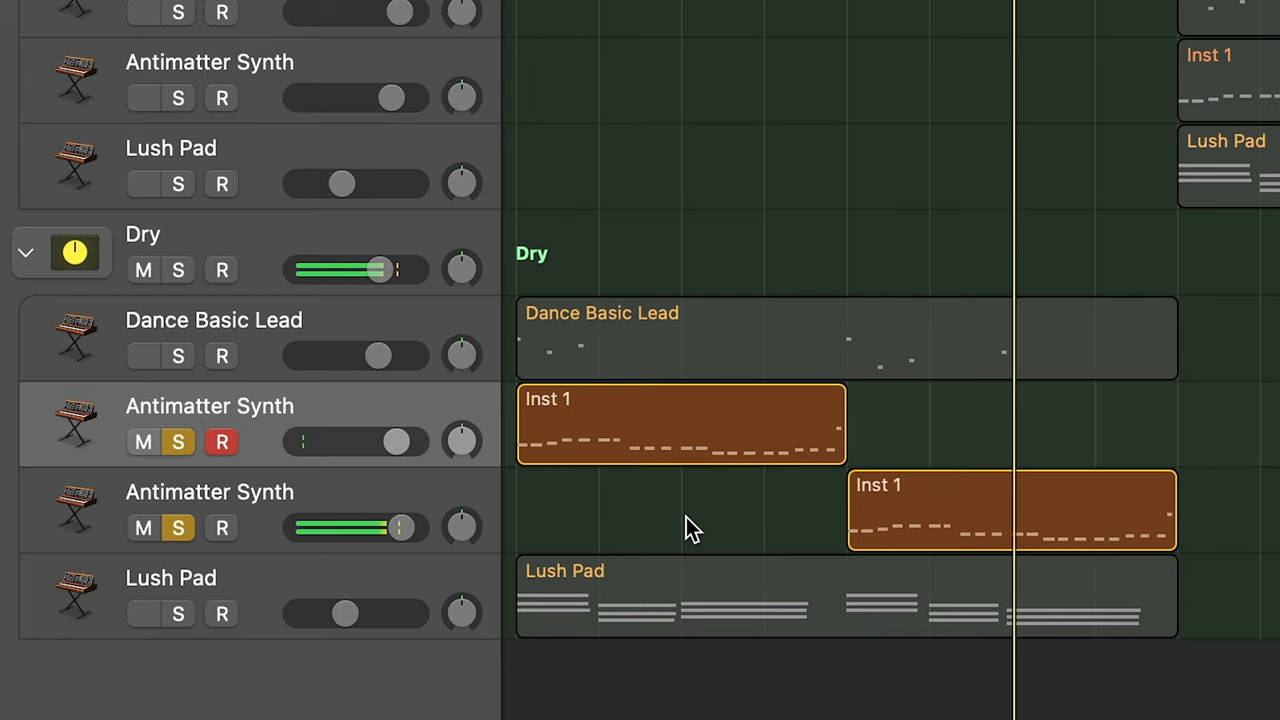 S R
Antimatter Synth
S R
Inst 1
Lush Pad
S R
Lush Pad
Dry
M S R
Dry
Dance Basic Lead
S R
Dance Basic Lead
Antimatter Synth
M S R
Inst 1
Antimatter Synth
M S R
Inst 1
Lush Pad
S R
Lush Pad